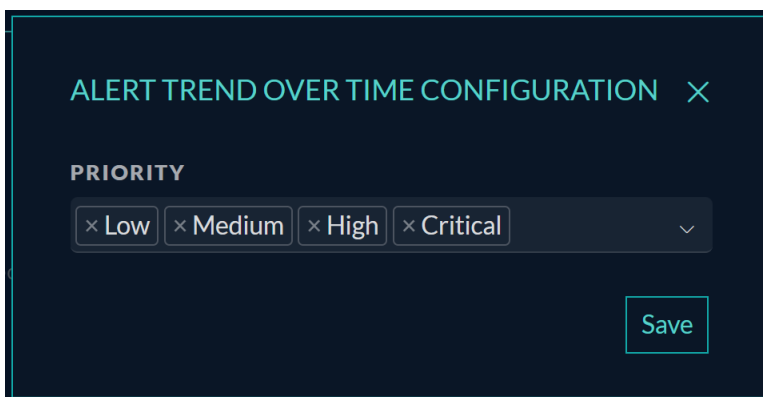 ALERT TREND OVER TIME CONFIGURATION ×
PRIORITY
× Low × Medium × High × Critical
Save